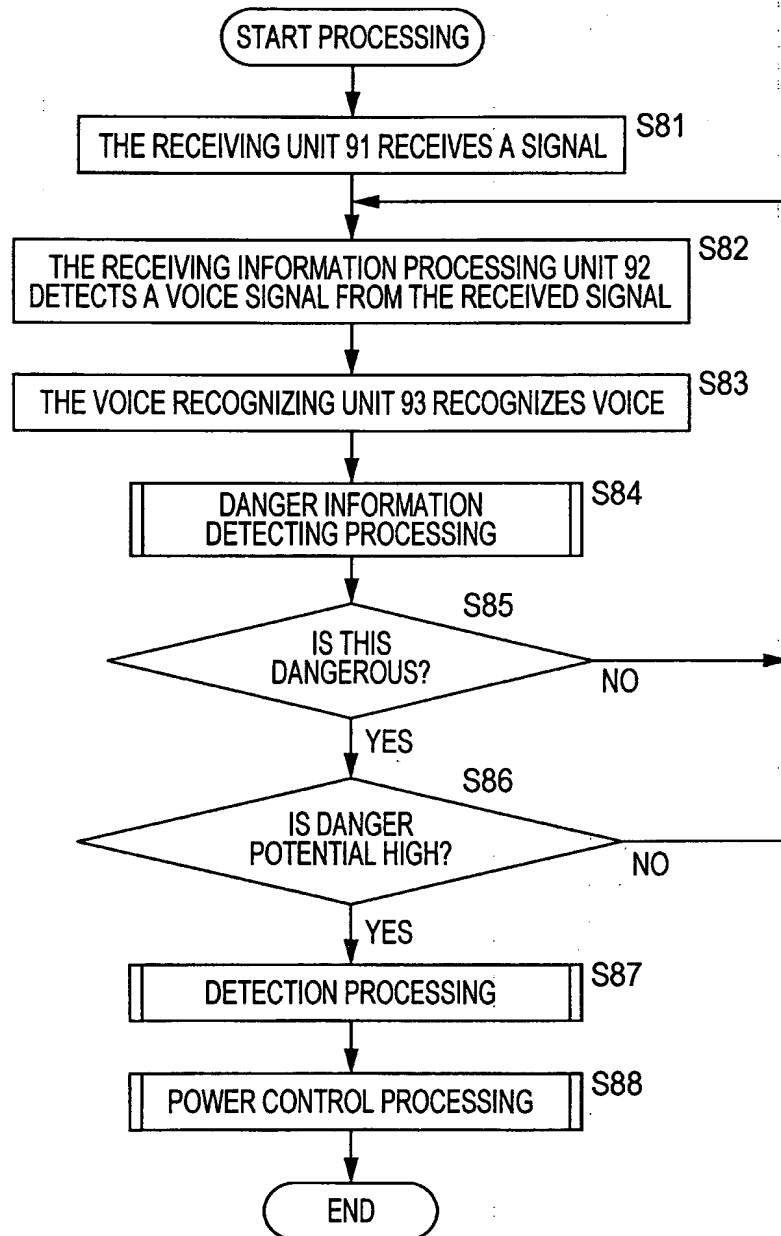 START PROCESSING
S81
THE RECEIVING UNIT 91 RECEIVES A SIGNAL
S82
THE RECEIVING INFORMATION PROCESSING UNIT 92
DETECTS A VOICE SIGNAL FROM THE RECEIVED SIGNAL
S83
THE VOICE RECOGNIZING UNIT 93 RECOGNIZES VOICE
S84
DANGER INFORMATION
DETECTING PROCESSING
S85
IS THIS
DANGEROUS?
NO
YES
S86
IS DANGER
POTENTIAL HIGH?
NO
YES
S87
DETECTION PROCESSING
S88
POWER CONTROL PROCESSING
END